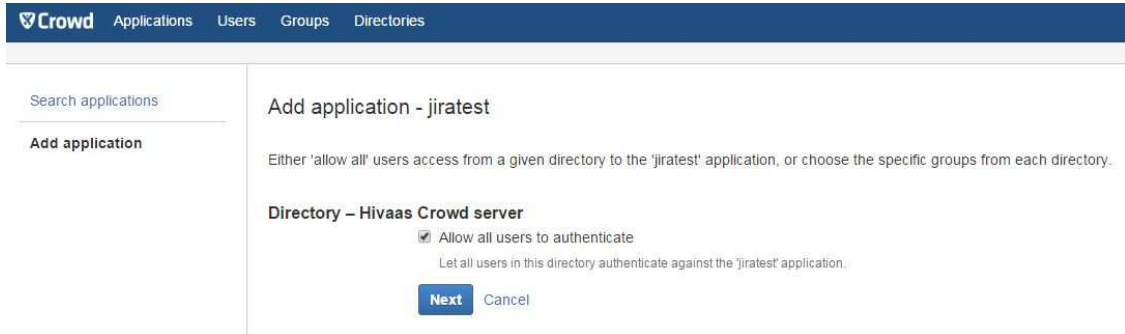 Crowd Applications Users Groups Directories
Search applications
Add application
Add application - jiratest
Either 'allow all' users access from a given directory to the 'jiratest' application, or choose the specific groups from each directory.
Directory – Hivaas Crowd server
Allow all users to authenticate
Let all users in this directory authenticate against the 'jiratest' application.
Next Cancel